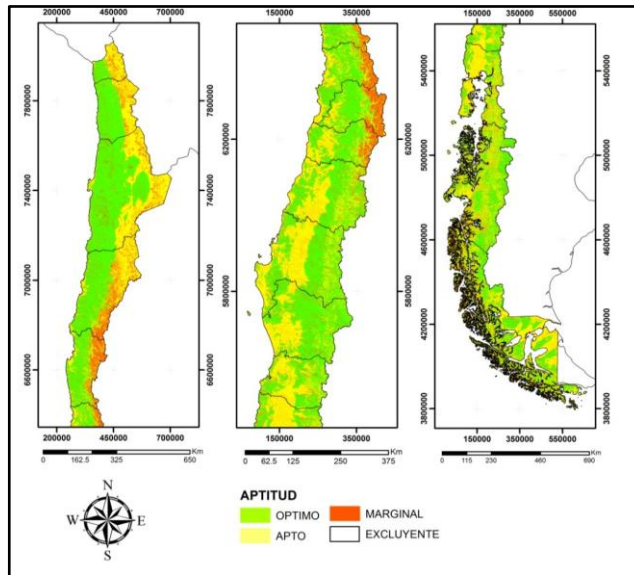 200000 450000 700000
150000 350000
150000 350000 550000
7800000
7400000
7000000
6600000
7800000
7400000
7000000
6600000
6200000
5800000
6200000
5800000
5400000
5000000
4600000
4200000
3800000
5400000
5000000
4600000
4200000
3800000
200000 450000 700000
150000 350000
150000 350000 550000
Km
0 162.5 325 650
Km
0 62.5 125 250 375
Km
0 115 230 460 690
N
W E
S
APTITUD
OPTIMO
MARGINAL
APTO
EXCLUYENTE